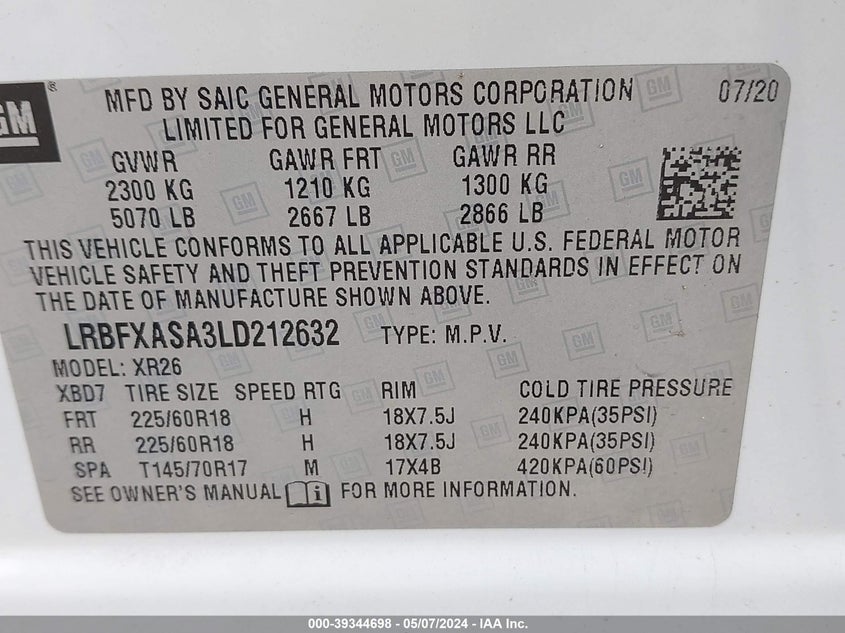 GM
MFD BY SAIC GENERAL MOTORS CORPORATION 07/20
LIMITED FOR GENERAL MOTORS LLC
GVWR GAWR FRT GAWR RR
2300 KG 1210 KG 1300 KG
5070 LB 2667 LB 2866 LB
THIS VEHICLE CONFORMS TO ALL APPLICABLE U.S. FEDERAL MOTOR
VEHICLE SAFETY AND THEFT PREVENTION STANDARDS IN EFFECT ON
THE DATE OF MANUFACTURE SHOWN ABOVE.
LRBFXASA3LD212632 TYPE: M.P.V.
MODEL: XR26
XBD7 TIRE SIZE SPEED RTG RIM COLD TIRE PRESSURE
FRT 225/60R18 H 18X7.5J 240KPA(35PSI)
RR 225/60R18 H 18X7.5J 240KPA(35PSI)
SPA T145/70R17 M 17X4B 420KPA(60PSI)
SEE OWNER'S MANUAL i FOR MORE INFORMATION.
000-39344698 - 05/07/2024 - IAA Inc.